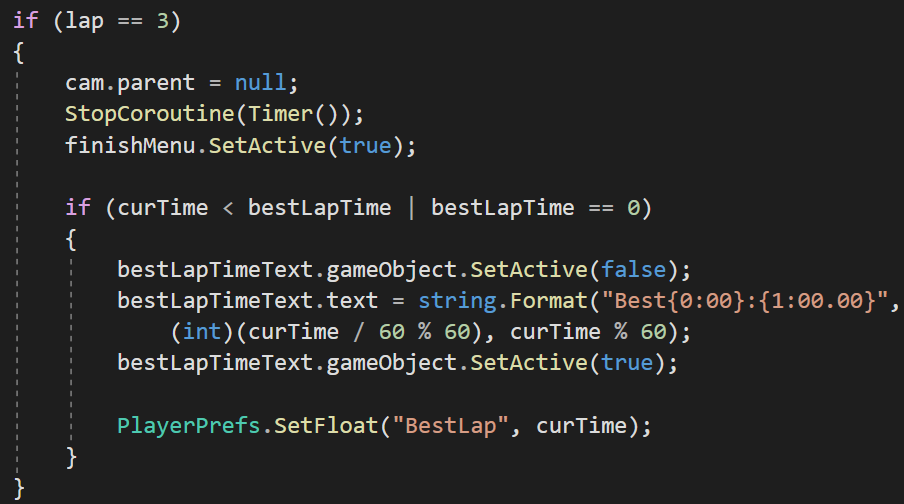 if (lap == 3)
{
    cam.parent = null;
    StopCoroutine(Timer());
    finishMenu.SetActive(true);

    if (curTime < bestLapTime | bestLapTime == 0)
    {
        bestLapTimeText.gameObject.SetActive(false);
        bestLapTimeText.text = string.Format("Best{0:00}:{1:00.00}",
            (int)(curTime / 60 % 60), curTime % 60);
        bestLapTimeText.gameObject.SetActive(true);

        PlayerPrefs.SetFloat("BestLap", curTime);
    }
}